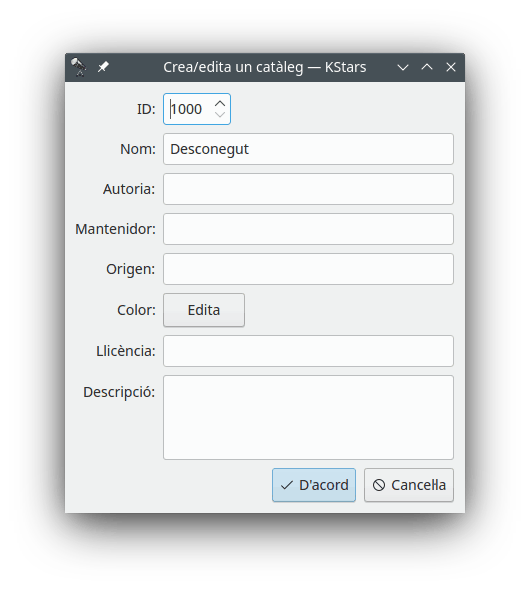 Crea/edita un catàleg — KStars
ID: 1000
Nom: Desconegut
Autoria:
Mantenidor:
Origen:
Color: Edita
Llicència:
Descripció:
D'acord Cancel·la